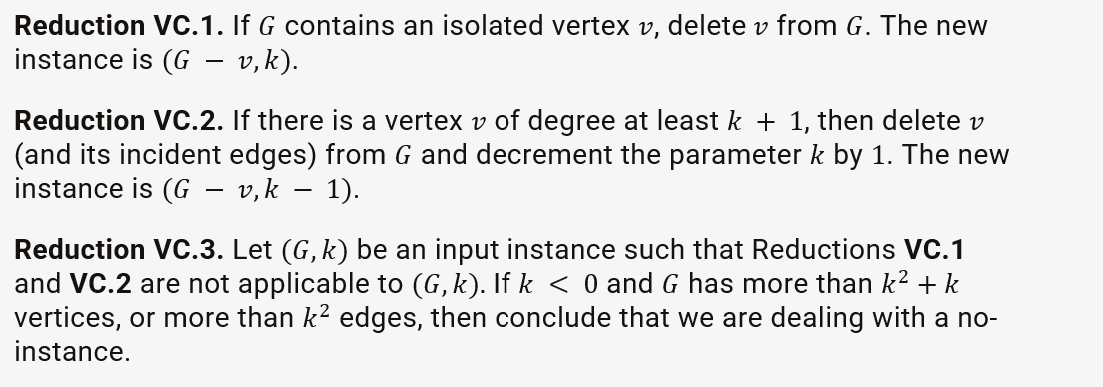 Reduction VC.1. If G contains an isolated vertex v, delete v from G. The new
instance is (G − v, k).
Reduction VC.2. If there is a vertex v of degree at least k + 1, then delete v
(and its incident edges) from G and decrement the parameter k by 1. The new
instance is (G − v, k − 1).
Reduction VC.3. Let (G, k) be an input instance such that Reductions VC.1
and VC.2 are not applicable to (G, k). If k < 0 and G has more than k² + k
vertices, or more than k² edges, then conclude that we are dealing with a no-
instance.